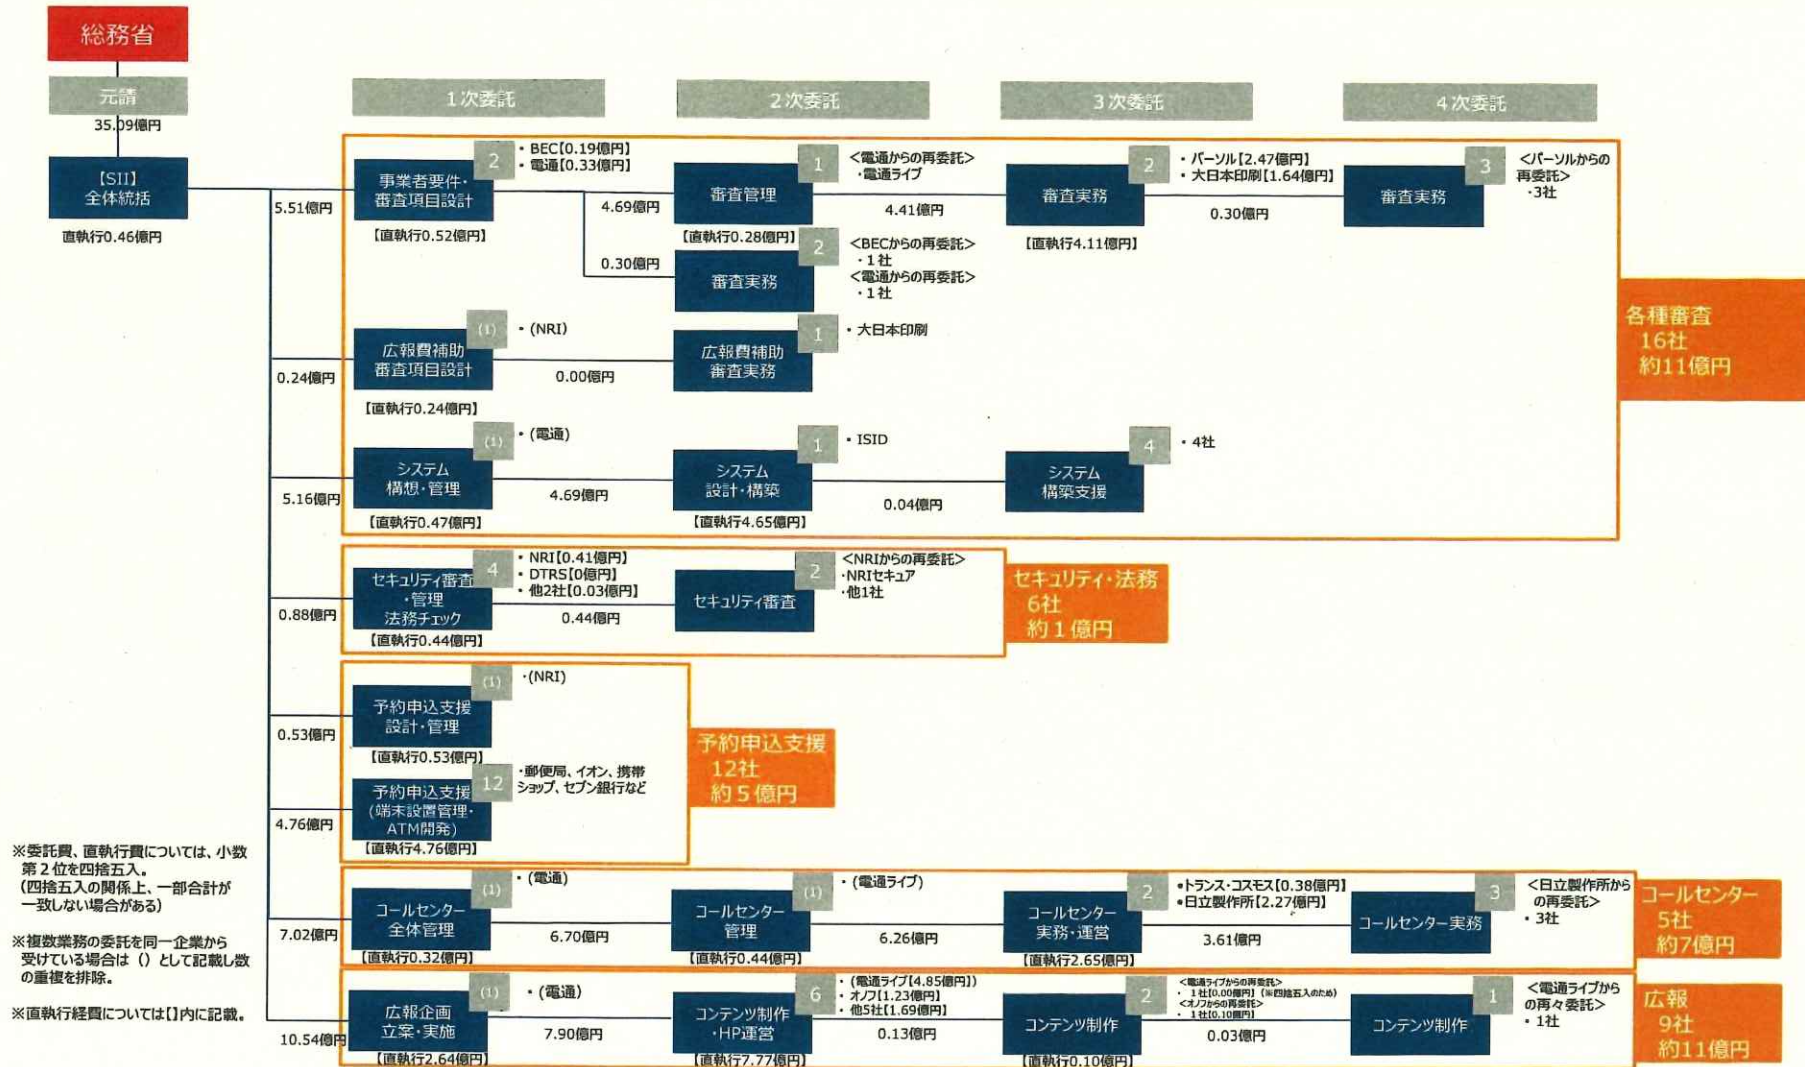 総務省
元請
35.09億円
【SII】
全体統括
直執行0.46億円
1次委託
2次委託
3次委託
4次委託
5.51億円
事業者要件・
審査項目設計
2
・BEC【0.19億円】
・電通【0.33億円】
【直執行0.52億円】
4.69億円
審査管理
1
<電通からの再委託>
・電通ライブ
【直執行0.28億円】
4.41億円
審査実務
2
・パーソル【2.47億円】
・大日本印刷【1.64億円】
【直執行4.11億円】
0.30億円
審査実務
3
<パーソルからの
再委託>
・3社
0.30億円
審査実務
2
<BECからの再委託>
・1社
<電通からの再委託>
・1社
0.24億円
広報費補助
審査項目設計
(1)
・(NRI)
【直執行0.24億円】
0.00億円
広報費補助
審査実務
1
・大日本印刷
5.16億円
システム
構想・管理
(1)
・(電通)
【直執行0.47億円】
4.69億円
システム
設計・構築
1
・ISID
【直執行4.65億円】
0.04億円
システム
構築支援
4
・4社
各種審査
16社
約11億円
0.88億円
セキュリティ審査
・管理
法務チェック
4
・NRI【0.41億円】
・DTRS【0億円】
・他2社【0.03億円】
【直執行0.44億円】
0.44億円
セキュリティ審査
2
<NRIからの再委託>
・NRIセキュア
・他1社
セキュリティ・法務
6社
約1億円
0.53億円
予約申込支援
設計・管理
(1)
・(NRI)
【直執行0.53億円】
4.76億円
予約申込支援
(端末設置管理・
ATM開発)
12
・郵便局、イオン、携帯
ショップ、セブン銀行など
【直執行4.76億円】
予約申込支援
12社
約5億円
7.02億円
コールセンター
全体管理
(1)
・(電通)
【直執行0.32億円】
6.70億円
コールセンター
管理
(1)
・(電通ライブ)
【直執行0.44億円】
6.26億円
コールセンター
実務・運営
2
●トランス・コスモス【0.38億円】
●日立製作所【2.27億円】
【直執行2.65億円】
3.61億円
コールセンター実務
3
<日立製作所から
の再委託>
・3社
コールセンター
5社
約7億円
10.54億円
広報企画
立案・実施
(1)
・(電通)
【直執行2.64億円】
7.90億円
コンテンツ制作
・HP運営
6
・(電通ライブ【4.85億円】)
・オノフ【1.23億円】
・他5社【1.69億円】
【直執行7.77億円】
0.13億円
コンテンツ制作
2
<電通ライブからの再委託>
・1社【0.00億円】(※四捨五入のため)
<オノフからの再委託>
・1社【0.10億円】
【直執行0.10億円】
0.03億円
コンテンツ制作
1
<電通ライブから
の再々委託>
・1社
広報
9社
約11億円
※委託費、直執行費については、小数
第2位を四捨五入。
(四捨五入の関係上、一部合計が
一致しない場合がある)
※複数業務の委託を同一企業から
受けている場合は()として記載し数
の重複を排除。
※直執行経費については【】内に記載。